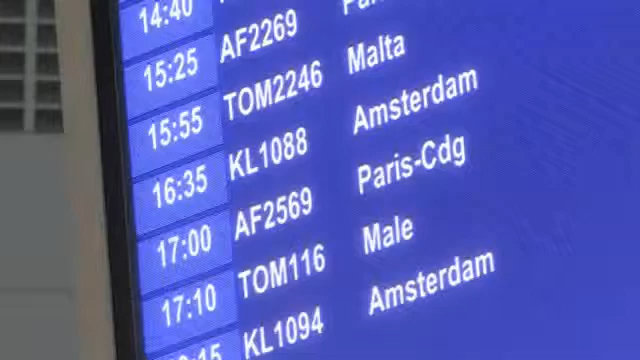 14:40
15:25 AF2269
15:55 TOM2246 Malta
16:35 KL1088 Amsterdam
17:00 AF2569 Paris-Cdg
17:10 TOM116 Male
KL1094 Amsterdam